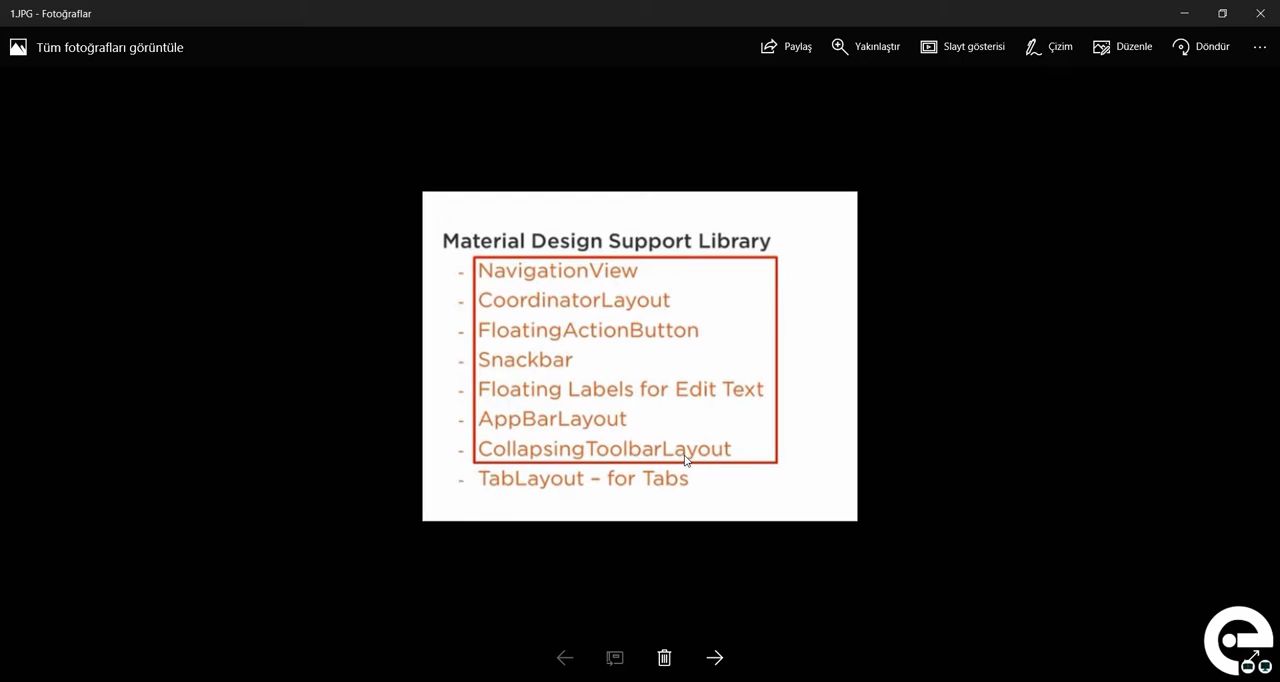 1.JPG - Fotoğraflar
Tüm fotoğrafları görüntüle
Paylaş
Yakınlaştır
Slayt gösterisi
Çizim
Düzenle
Döndür
Material Design Support Library
- NavigationView
- CoordinatorLayout
- FloatingActionButton
- Snackbar
- Floating Labels for Edit Text
- AppBarLayout
- CollapsingToolbarLayout
- TabLayout – for Tabs